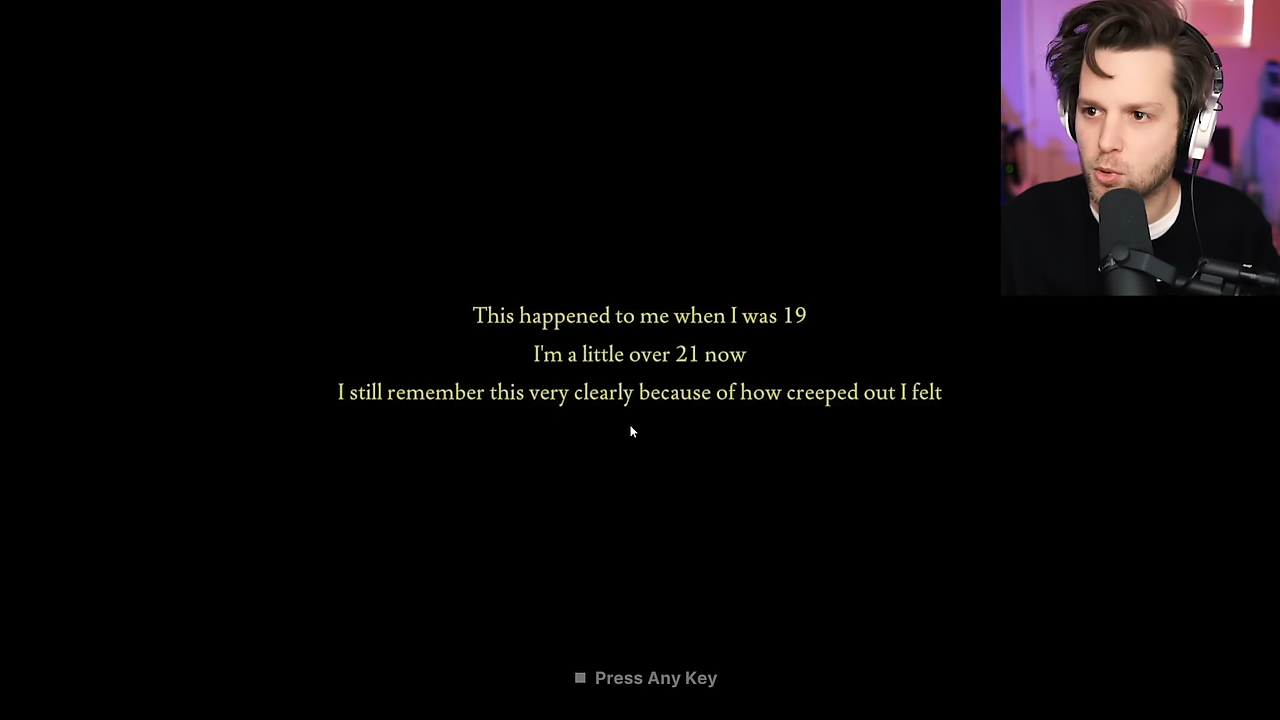 This happened to me when I was 19
I'm a little over 21 now
I still remember this very clearly because of how creeped out I felt
Press Any Key